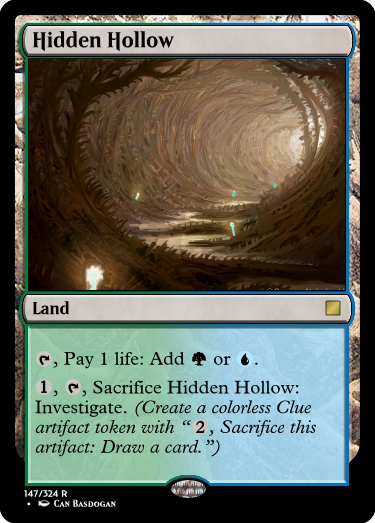 Hidden Hollow
Land
, Pay 1 life: Add or .
1, , Sacrifice Hidden Hollow:
Investigate. (Create a colorless Clue
artifact token with “2, Sacrifice this
artifact: Draw a card.”)
147/324 R
• Can Basdogan